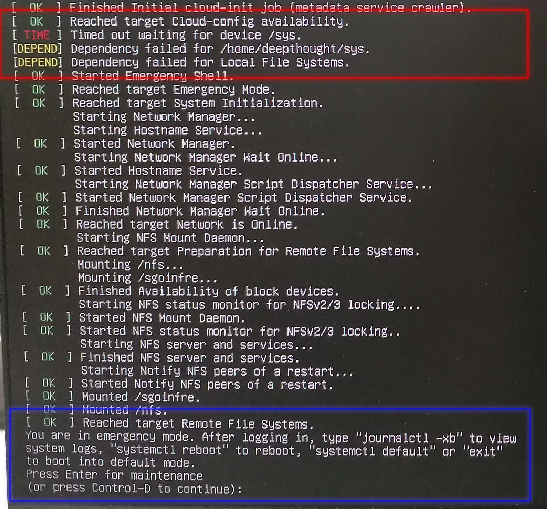 [ OK ] Finished Initial cloud-init job (metadata service crawler).
[ OK ] Reached target Cloud-config availability.
[ TIME ] Timed out waiting for device /sys.
[DEPEND] Dependency failed for /home/deepthought/sys.
[DEPEND] Dependency failed for Local File Systems.
[ OK ] Started Emergency Shell.
[ OK ] Reached target Emergency Mode.
[ OK ] Reached target System Initialization.
Starting Network Manager...
Starting Hostname Service...
[ OK ] Started Network Manager.
Starting Network Manager Wait Online...
[ OK ] Started Hostname Service.
Starting Network Manager Script Dispatcher Service...
[ OK ] Started Network Manager Script Dispatcher Service.
[ OK ] Finished Network Manager Wait Online.
[ OK ] Reached target Network is Online.
Starting NFS Mount Daemon...
[ OK ] Reached target Preparation for Remote File Systems.
Mounting /nfs...
Mounting /sgoinfre...
[ OK ] Finished Availability of block devices.
Starting NFS status monitor for NFSv2/3 locking....
[ OK ] Started NFS Mount Daemon.
[ OK ] Started NFS status monitor for NFSv2/3 locking..
Starting NFS server and services...
[ OK ] Finished NFS server and services.
Starting Notify NFS peers of a restart...
[ OK ] Started Notify NFS peers of a restart.
[ OK ] Mounted /sgoinfre.
[ OK ] Mounted /nfs.
[ OK ] Reached target Remote File Systems.
You are in emergency mode. After logging in, type "journalctl -xb" to view
system logs, "systemctl reboot" to reboot, "systemctl default" or "exit"
to boot into default mode.
Press Enter for maintenance
(or press Control-D to continue):